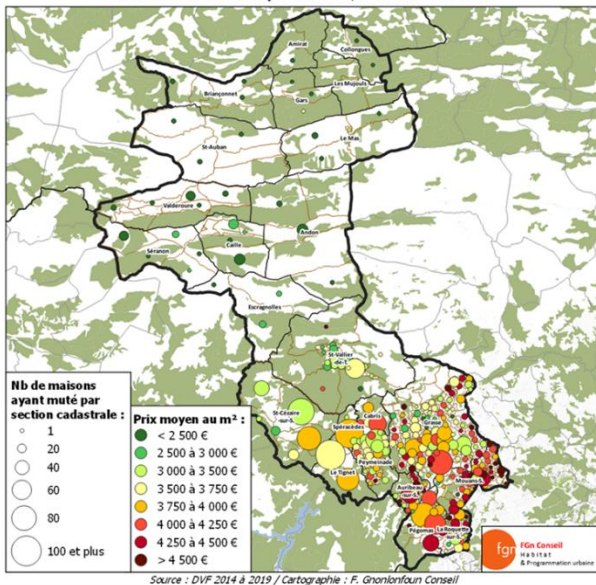 Amirat
Collongues
Briançonnet
Les Mujouls
Gars
Le Mas
St-Auban
Valderoure
Andon
Séranon
Caille
Escragnolles
St-Vallier
-de-T.
St-Cézaire
-sur-S.
Cabris
Spéracèdes
Grasse
Peymeinade
Le Tignet
Mouans-S.
Auribeau
-sur-S.
Pégomas
La Roquette
-sur-S.
Nb de maisons
ayant muté par
section cadastrale :
1
20
40
60
80
100 et plus
Prix moyen au m² :
< 2 500 €
2 500 à 3 000 €
3 000 à 3 500 €
3 500 à 3 750 €
3 750 à 4 000 €
4 000 à 4 250 €
4 250 à 4 500 €
> 4 500 €
fgn
FGn Conseil
Habitat
& Programmation urbaine
Source : DVF 2014 à 2019 / Cartographie : F. Gnonlonfoun Conseil